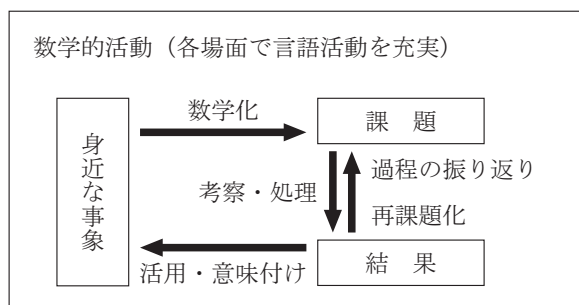 数学的活動（各場面で言語活動を充実）
数学化
課　題
身近な事象
過程の振り返り
考察・処理
再課題化
活用・意味付け
結　果